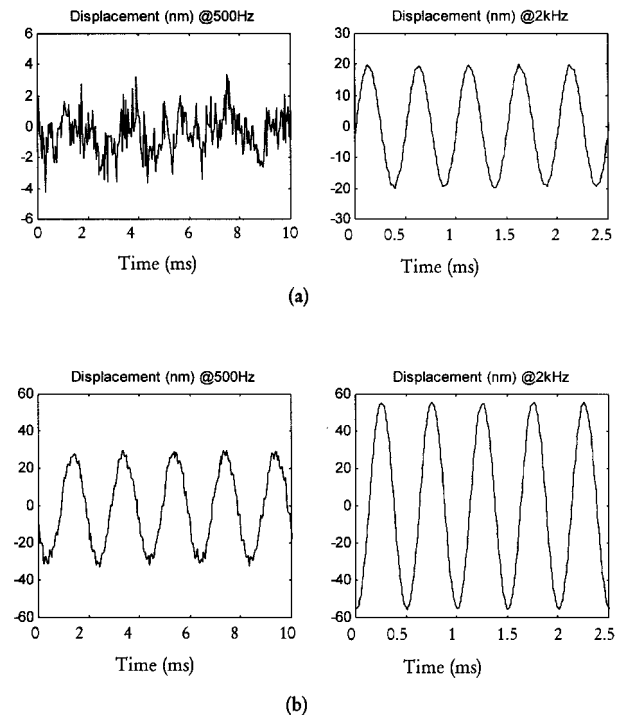 Displacement (nm) @500Hz
6
4
2
0
-2
-4
-6
0 2 4 6 8 10
Time (ms)
Displacement (nm) @2kHz
30
20
10
0
-10
-20
-30
0 0.5 1 1.5 2 2.5
Time (ms)
(a)
Displacement (nm) @500Hz
60
40
20
0
-20
-40
-60
0 2 4 6 8 10
Time (ms)
Displacement (nm) @2kHz
60
40
20
0
-20
-40
-60
0 0.5 1 1.5 2 2.5
Time (ms)
(b)